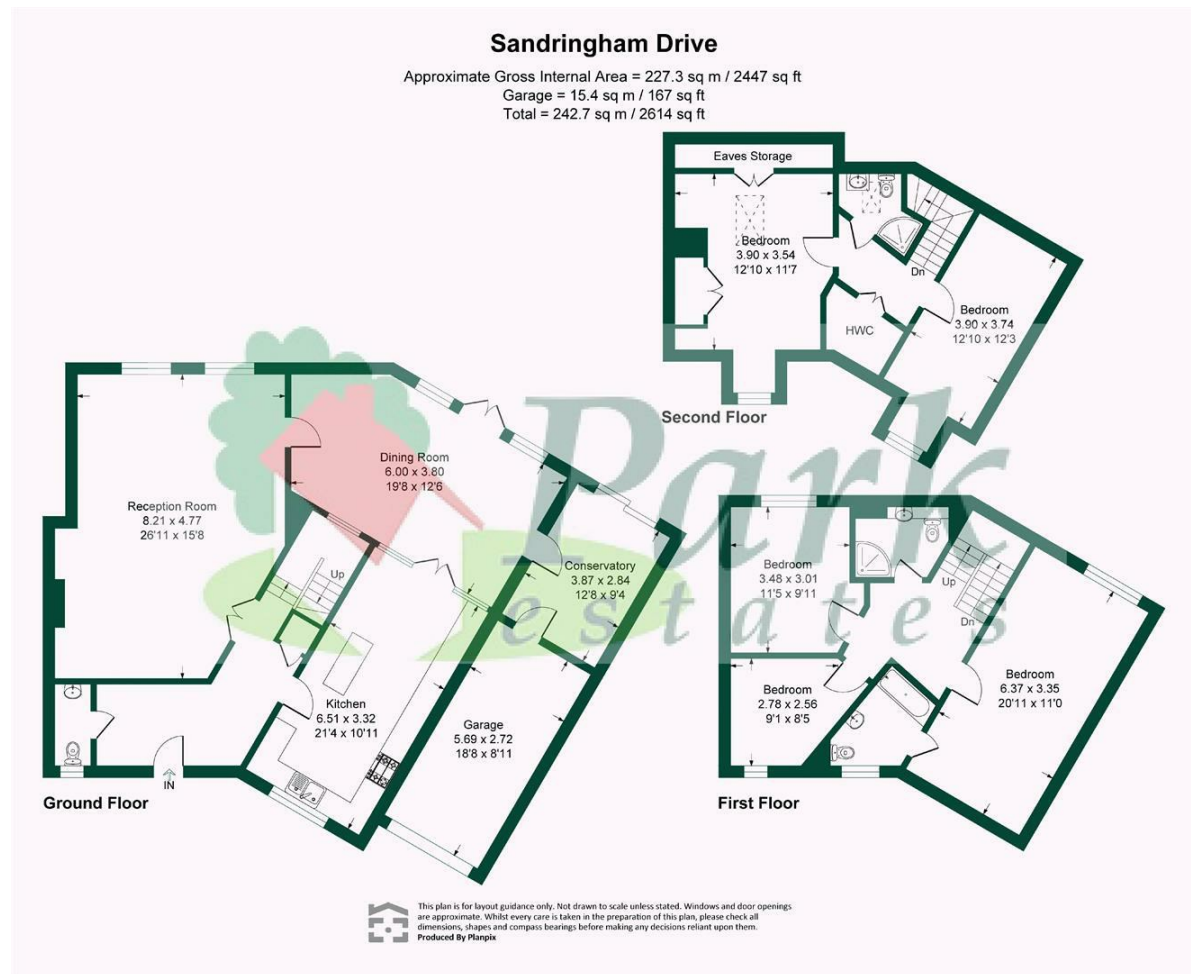 Sandringham Drive
Approximate Gross Internal Area = 227.3 sq m / 2447 sq ft
Garage = 15.4 sq m / 167 sq ft
Total = 242.7 sq m / 2614 sq ft
Eaves Storage
Bedroom
3.90 x 3.54
12'10 x 11'7
Dn
Bedroom
3.90 x 3.74
12'10 x 12'3
HWC
Second Floor
Park
estates
Dining Room
6.00 x 3.80
19'8 x 12'6
Reception Room
8.21 x 4.77
26'11 x 15'8
Up
Conservatory
3.87 x 2.84
12'8 x 9'4
Kitchen
6.51 x 3.32
21'4 x 10'11
Garage
5.69 x 2.72
18'8 x 8'11
IN
Ground Floor
Bedroom
3.48 x 3.01
11'5 x 9'11
Up
Dn
Bedroom
6.37 x 3.35
20'11 x 11'0
Bedroom
2.78 x 2.56
9'1 x 8'5
First Floor
This plan is for layout guidance only. Not drawn to scale unless stated. Windows and door openings
are approximate. Whilst every care is taken in the preparation of this plan, please check all
dimensions, shapes and compass bearings before making any decisions reliant upon them.
Produced By Planpix